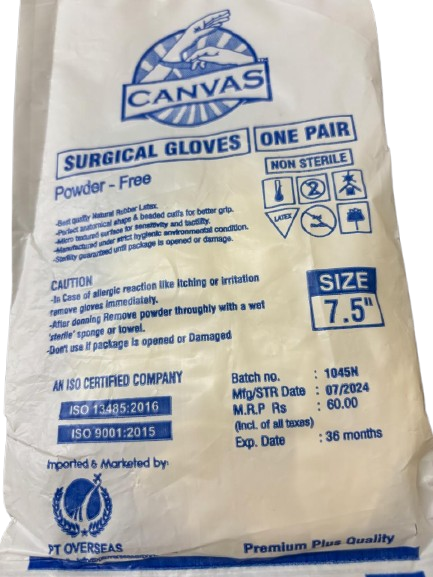 CANVAS
SURGICAL GLOVES ONE PAIR
Powder - Free
NON STERILE
LATEX
-Best quality Natural Rubber Latex.
-Perfect anatomical shape & beaded cuffs for better grip.
-Micro textured surface for sensitivity and tactility.
-Manufactured under strict hygienic environmental condition.
-Sterility guaranteed until package is opened or damage.
CAUTION
-In Case of allergic reaction like itching or irritation
remove gloves immediately.
-After donning Remove powder throughly with a wet
'sterile" sponge or towel.
-Don't use if package is opened or Damaged
SIZE
7.5"
AN ISO CERTIFIED COMPANY
ISO 13485:2016
ISO 9001:2015
Batch no. : 1045N
Mfg/STR Date : 07/2024
M.R.P Rs : 60.00
(Incl. of all taxes)
Exp. Date : 36 months
Imported & Marketed by:
PT OVERSEAS
Premium Plus Quality